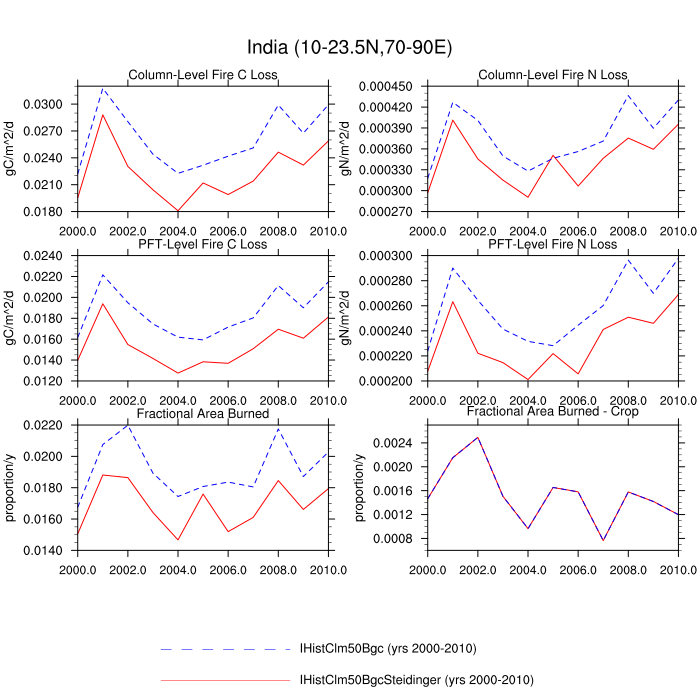 India (10-23.5N,70-90E)
Column-Level Fire C Loss
gC/m^2/d
0.0300
0.0270
0.0240
0.0210
0.0180
2000.0 2002.0 2004.0 2006.0 2008.0 2010.0
Column-Level Fire N Loss
gN/m^2/d
0.000450
0.000420
0.000390
0.000360
0.000330
0.000300
0.000270
2000.0 2002.0 2004.0 2006.0 2008.0 2010.0
PFT-Level Fire C Loss
gC/m^2/d
0.0240
0.0220
0.0200
0.0180
0.0160
0.0140
0.0120
2000.0 2002.0 2004.0 2006.0 2008.0 2010.0
PFT-Level Fire N Loss
gN/m^2/d
0.000300
0.000280
0.000260
0.000240
0.000220
0.000200
2000.0 2002.0 2004.0 2006.0 2008.0 2010.0
Fractional Area Burned
proportion/y
0.0220
0.0200
0.0180
0.0160
0.0140
2000.0 2002.0 2004.0 2006.0 2008.0 2010.0
Fractional Area Burned - Crop
proportion/y
0.0024
0.0020
0.0016
0.0012
0.0008
2000.0 2002.0 2004.0 2006.0 2008.0 2010.0
IHistClm50Bgc (yrs 2000-2010)
IHistClm50BgcSteidinger (yrs 2000-2010)